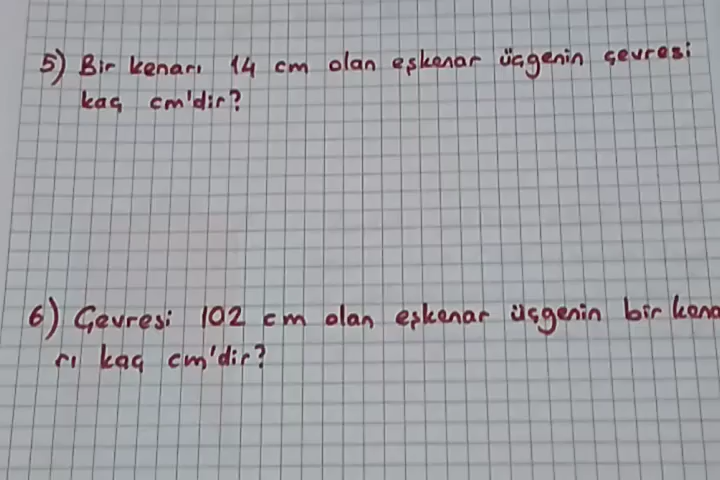 5) Bir kenarı 14 cm olan eşkenar üçgenin çevresi
kaç cm'dir?
6) Çevresi 102 cm olan eşkenar üçgenin bir kena
rı kaç cm'dir?